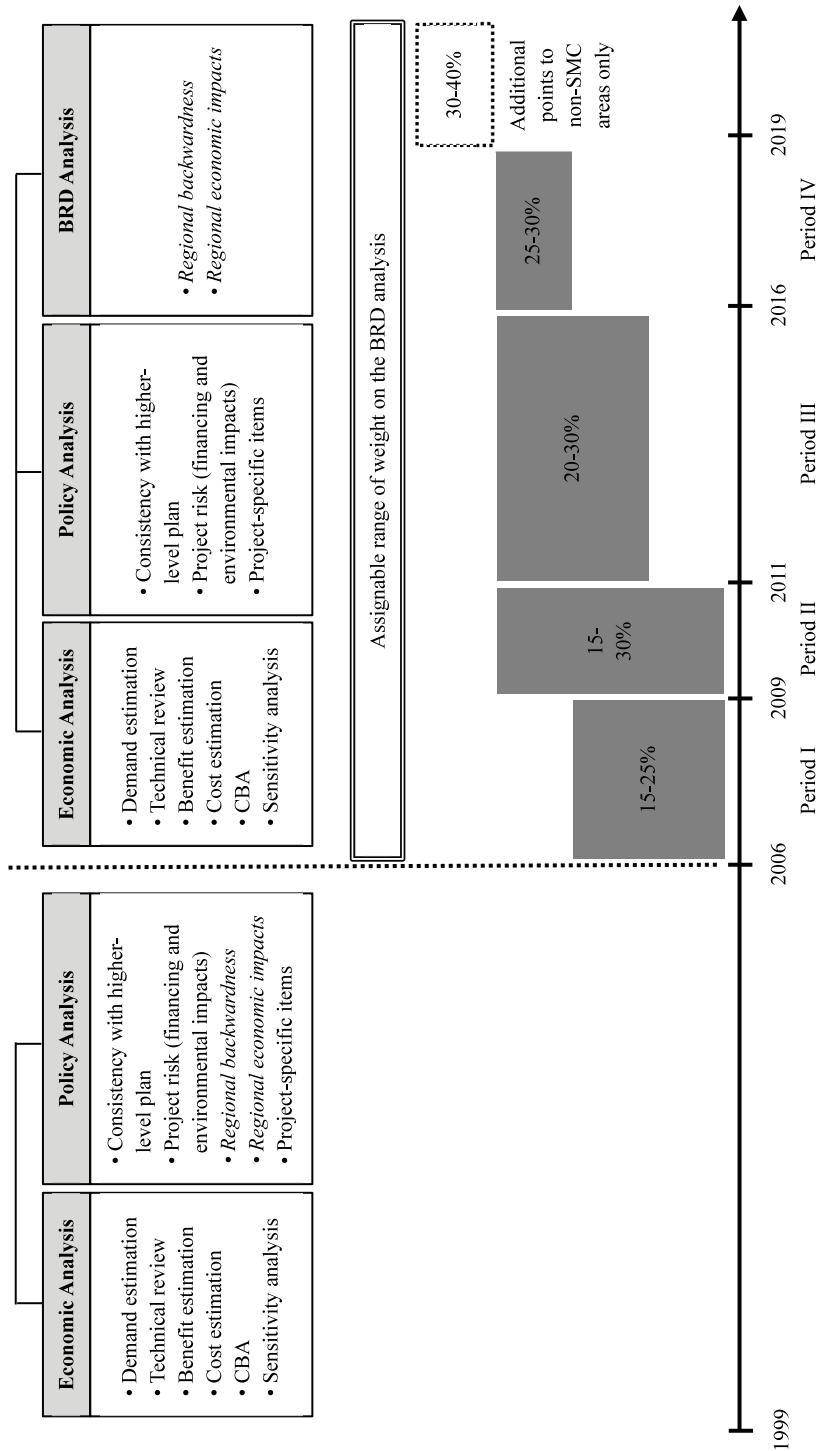 Economic Analysis
• Demand estimation
• Technical review
• Benefit estimation
• Cost estimation
• CBA
• Sensitivity analysis
Policy Analysis
• Consistency with higher-
level plan
• Project risk (financing and
environmental impacts)
• Regional backwardness
• Regional economic impacts
• Project-specific items
Economic Analysis
• Demand estimation
• Technical review
• Benefit estimation
• Cost estimation
• CBA
• Sensitivity analysis
Policy Analysis
• Consistency with higher-
level plan
• Project risk (financing and
environmental impacts)
• Project-specific items
BRD Analysis
• Regional backwardness
• Regional economic impacts
Assignable range of weight on the BRD analysis
15-25%
15-
30%
20-30%
25-30%
30-40%
Additional
points to
non-SMC
areas only
1999
2006
2009
2011
2016
2019
Period I
Period II
Period III
Period IV